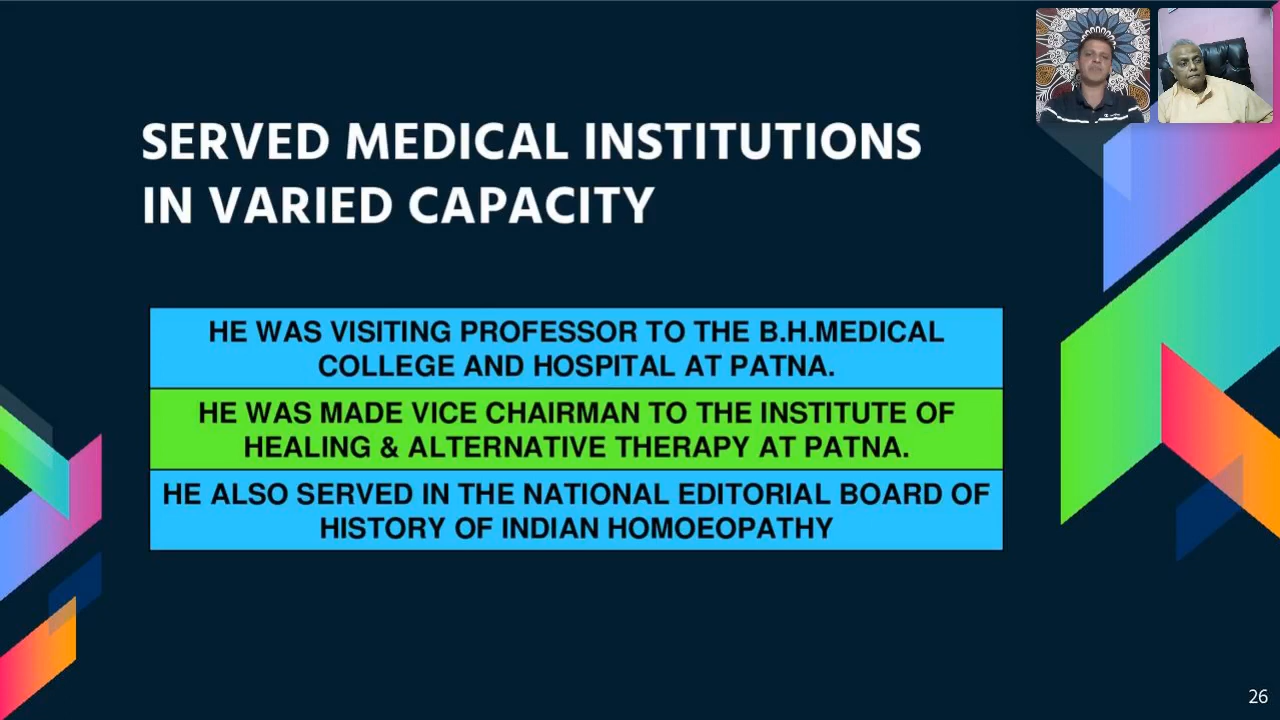 SERVED MEDICAL INSTITUTIONS
IN VARIED CAPACITY
HE WAS VISITING PROFESSOR TO THE B.H.MEDICAL
COLLEGE AND HOSPITAL AT PATNA.
HE WAS MADE VICE CHAIRMAN TO THE INSTITUTE OF
HEALING & ALTERNATIVE THERAPY AT PATNA.
HE ALSO SERVED IN THE NATIONAL EDITORIAL BOARD OF
HISTORY OF INDIAN HOMOEOPATHY
26